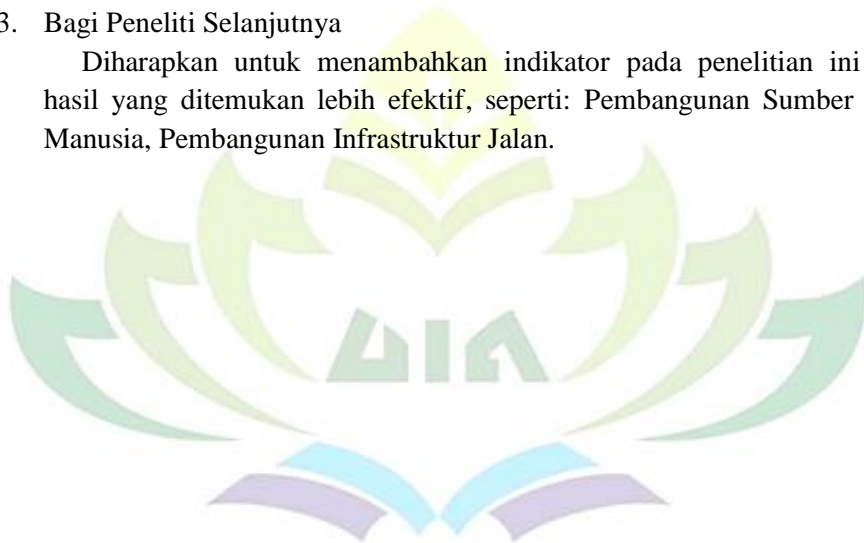 3. Bagi Peneliti Selanjutnya
Diharapkan untuk menambahkan indikator pada penelitian ini
hasil yang ditemukan lebih efektif, seperti: Pembangunan Sumber
Manusia, Pembangunan Infrastruktur Jalan.
UIN